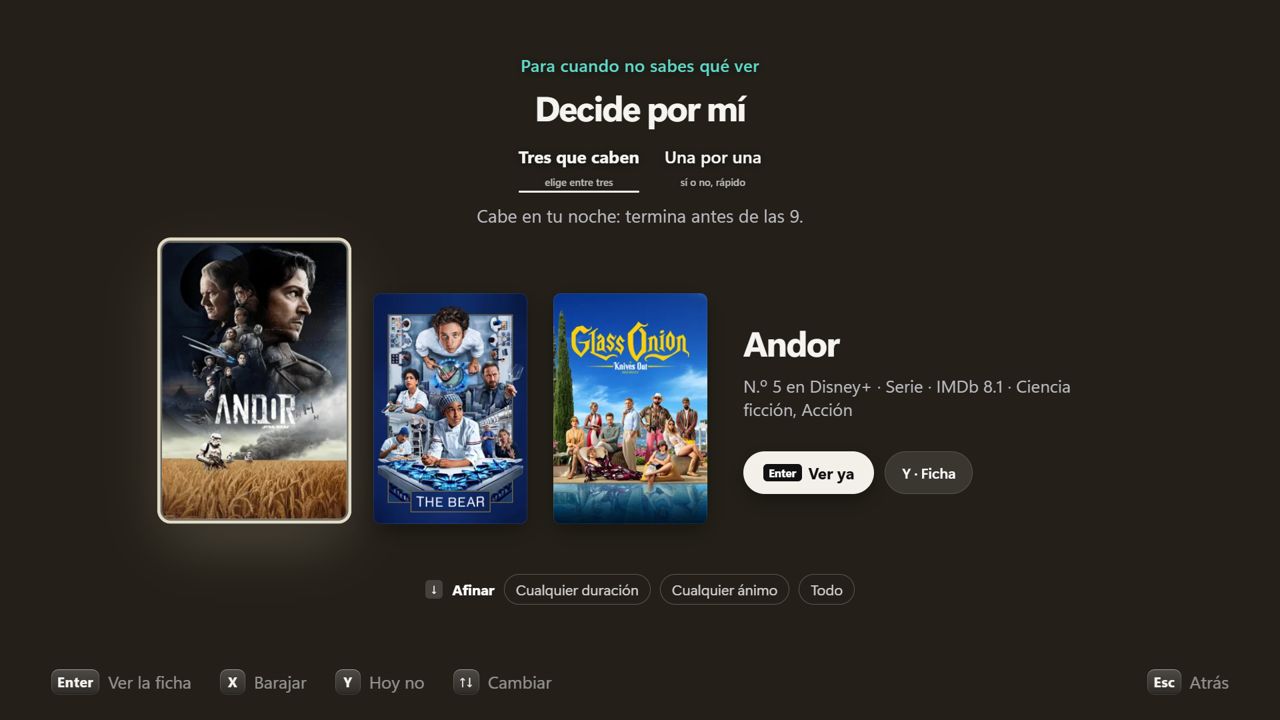 Para cuando no sabes qué ver
Decide por mí
Tres que caben
elige entre tres
Una por una
sí o no, rápido
Cabe en tu noche: termina antes de las 9.
ANDOR
STAR WARS
THE BEAR
GLASS ONION
Knives Out
Andor
N.º 5 en Disney+ · Serie · IMDb 8.1 · Ciencia
ficción, Acción
Enter Ver ya
Y · Ficha
↓ Afinar
Cualquier duración
Cualquier ánimo
Todo
Enter Ver la ficha
X Barajar
Y Hoy no
↑↓ Cambiar
Esc Atrás